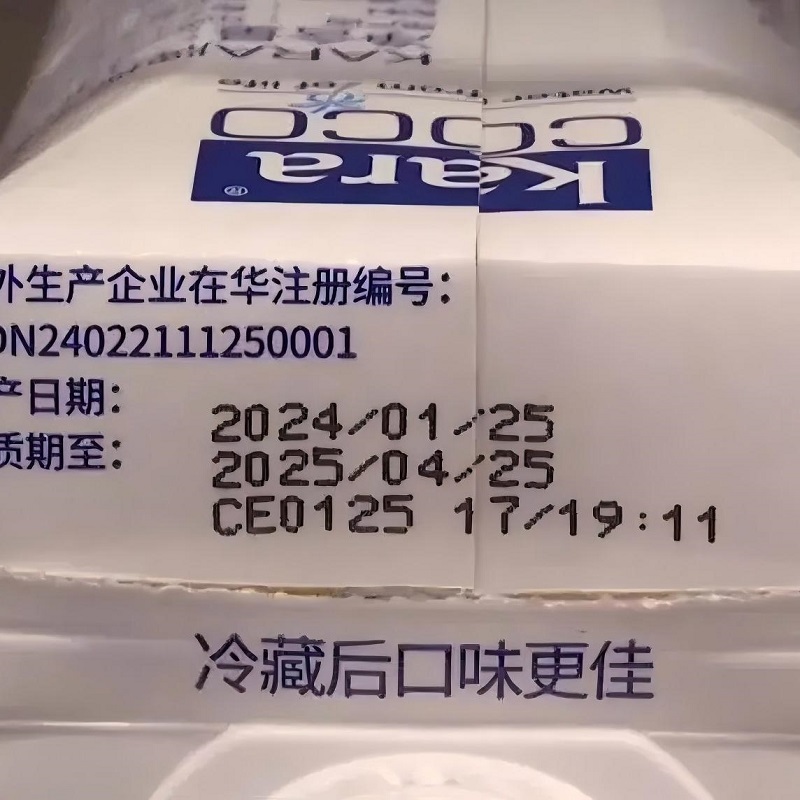 COCO
Kara®
外生产企业在华注册编号：
DN24022111250001
产日期：
2024/01/25
质期至：
2025/04/25
CE0125 17/19:11
冷藏后口味更佳